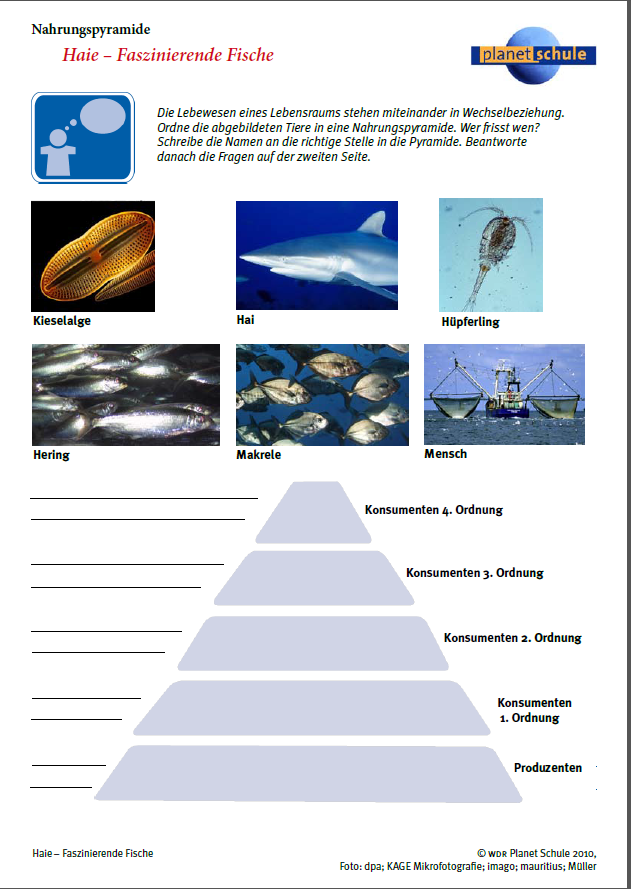 Nahrungspyramide
Haie – Faszinierende Fische
planet schule
Die Lebewesen eines Lebensraums stehen miteinander in Wechselbeziehung.
Ordne die abgebildeten Tiere in eine Nahrungspyramide. Wer frisst wen?
Schreibe die Namen an die richtige Stelle in die Pyramide. Beantworte
danach die Fragen auf der zweiten Seite.
Kieselalge
Hai
Hüpferling
Hering
Makrele
Mensch
Konsumenten 4. Ordnung
Konsumenten 3. Ordnung
Konsumenten 2. Ordnung
Konsumenten
1. Ordnung
Produzenten
Haie – Faszinierende Fische
© WDR Planet Schule 2010,
Foto: dpa; KAGE Mikrofotografie; imago; mauritius; Müller